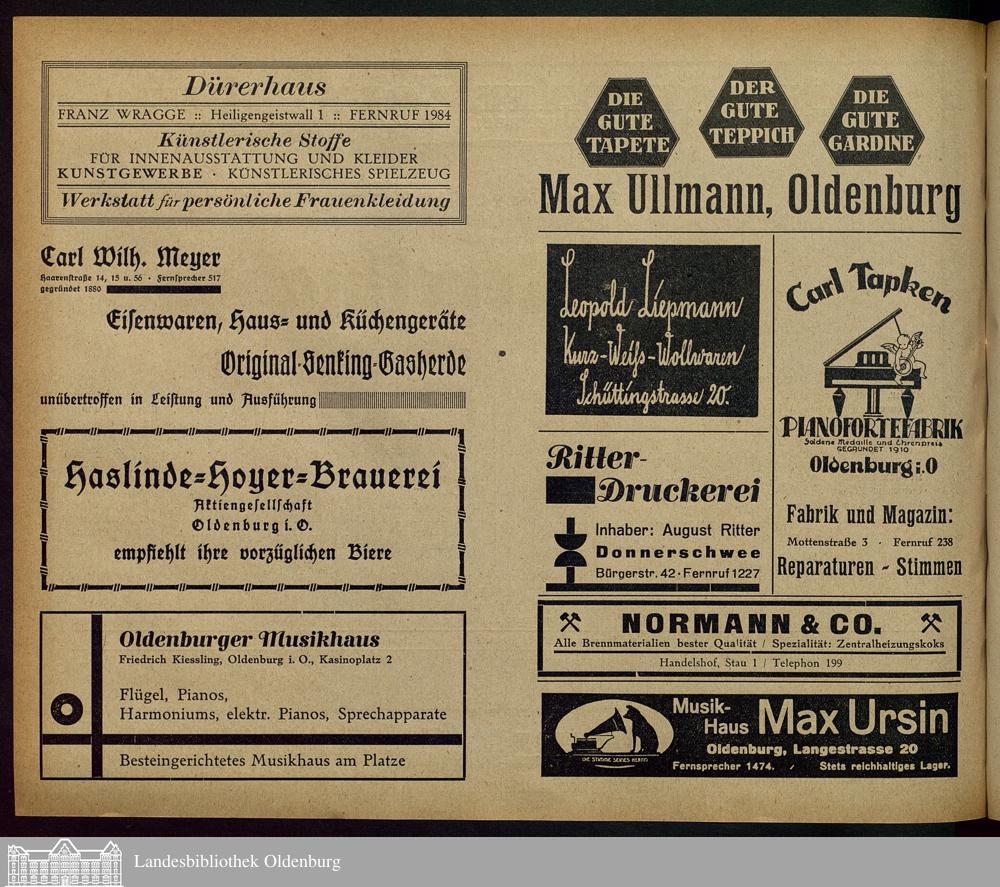 Dürerhaus
FRANZ WRAGGE :: Heiligengeistwall 1 :: FERNRUF 1984
Künstlerische Stoffe
FÜR INNENAUSSTATTUNG UND KLEIDER
KUNSTGEWERBE · KÜNSTLERISCHES SPIELZEUG
Werkstatt für persönliche Frauenkleidung
Carl Wilh. Meyer
Haarenstraße 14, 15 u. 56 · Fernsprecher 517
gegründet 1880
Eisenwaren, Haus- und Küchengeräte
Original-Senking-Gasherde
unübertroffen in Leistung und Ausführung
Haslinde-Hoyer-Brauerei
Aktiengesellschaft
Oldenburg i. O.
empfiehlt ihre vorzüglichen Biere
Oldenburger Musikhaus
Friedrich Kiessling, Oldenburg i. O., Kasinoplatz 2
Flügel, Pianos,
Harmoniums, elektr. Pianos, Sprechapparate
Besteingerichtetes Musikhaus am Platze
DIE
GUTE
TAPETE
DER
GUTE
TEPPICH
DIE
GUTE
GARDINE
Max Ullmann, Oldenburg
Leopold Liepmann
Kurz-Weiß-Wollwaren
Schüttingstrasse 20.
Carl Tapken
PIANOFORTEFABRIK
Goldene Medaille und Ehrenpreis
GEGRÜNDET 1910
Oldenburg i.O
Fabrik und Magazin:
Mottenstraße 3 · Fernruf 238
Reparaturen - Stimmen
Ritter-
Druckerei
Inhaber: August Ritter
Donnerschwee
Bürgerstr. 42 · Fernruf 1227
NORMANN & CO.
Alle Brennmaterialien bester Qualität / Spezialität: Zentralheizungskoks
Handelshof, Stau 1 / Telephon 199
Musik-
Haus Max Ursin
Oldenburg, Langestrasse 20
DIE STIMME SEINES HERRN
Fernsprecher 1474. / Stets reichhaltiges Lager.
Landesbibliothek Oldenburg